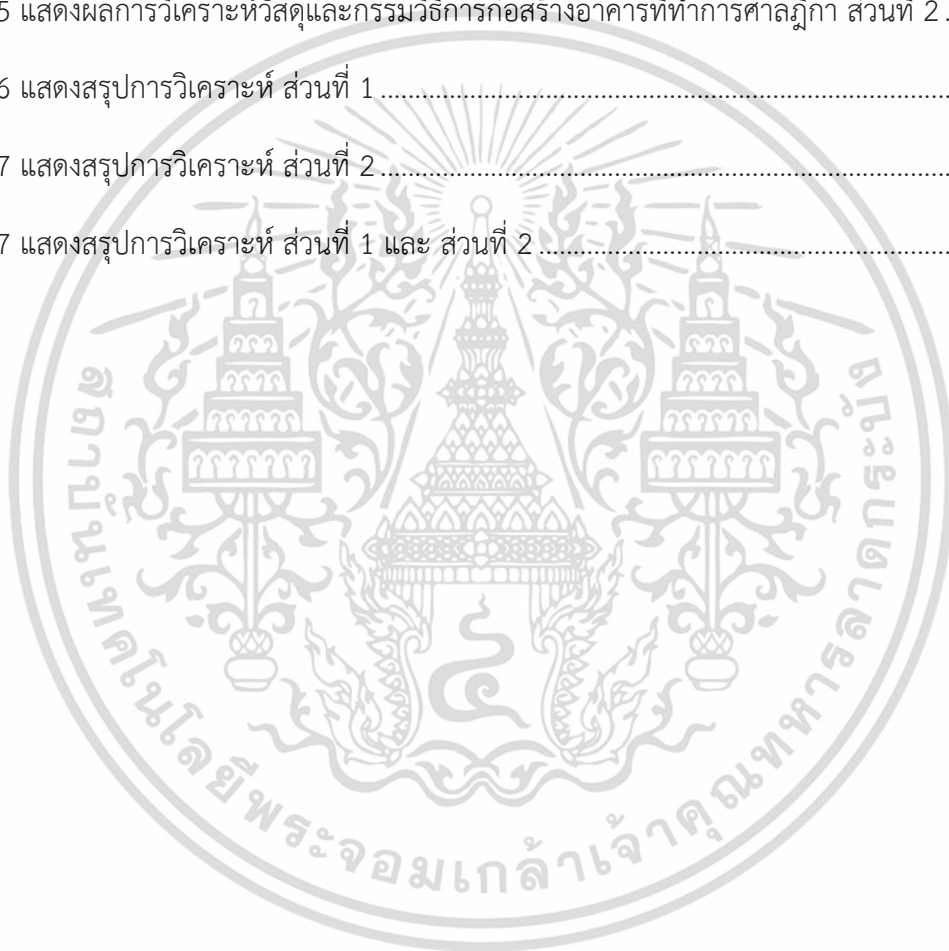 5 แสดงผลการวิเคราะห์วัสดุและกรรมวิธีการก่อสร้างอาคารที่ทำการศาลฎีกา ส่วนที่ 2 .
6 แสดงสรุปการวิเคราะห์ ส่วนที่ 1 ........................................................................................
7 แสดงสรุปการวิเคราะห์ ส่วนที่ 2 ........................................................................................
7 แสดงสรุปการวิเคราะห์ ส่วนที่ 1 และ ส่วนที่ 2 ................................................................
๔
สถาบันเทคโนโลยีพระจอมเกล้าเจ้าคุณทหารลาดกระบัง